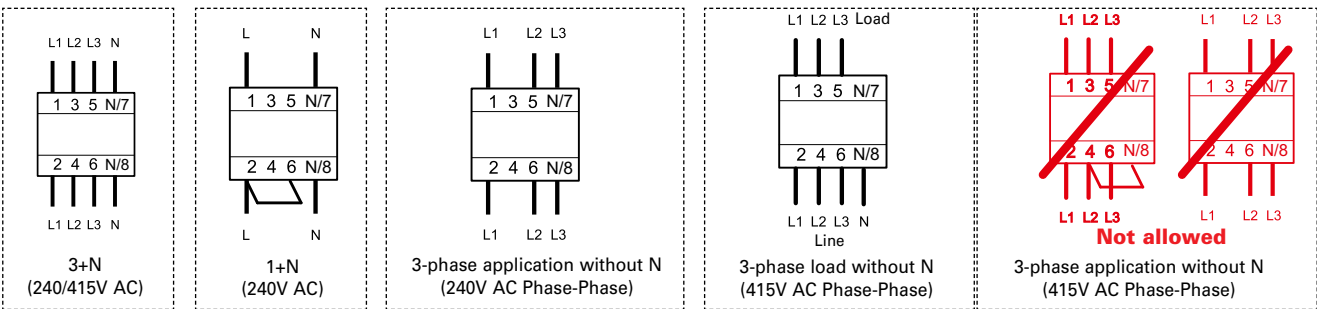 L1 L2 L3 N
1 3 5 N/7
2 4 6 N/8
L1 L2 L3 N
3+N
(240/415V AC)
L N
1 3 5 N/7
2 4 6 N/8
L N
1+N
(240V AC)
L1 L2 L3
1 3 5 N/7
2 4 6 N/8
L1 L2 L3
3-phase application without N
(240V AC Phase-Phase)
L1 L2 L3 Load
1 3 5 N/7
2 4 6 N/8
L1 L2 L3 N
Line
3-phase load without N
(415V AC Phase-Phase)
L1 L2 L3
1 3 5 N/7
2 4 6 N/8
L1 L2 L3
L1 L2 L3
1 3 5 N/7
2 4 6 N/8
L1 L2 L3
Not allowed
3-phase application without N
(415V AC Phase-Phase)